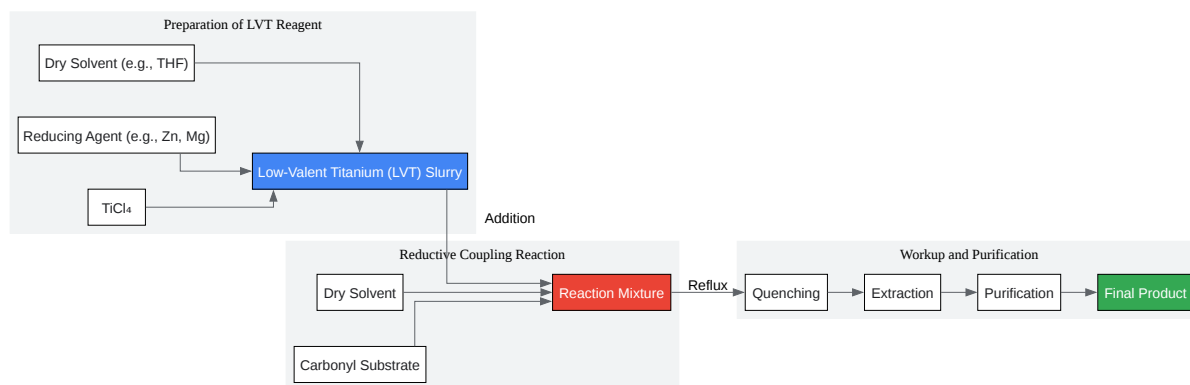 Preparation of LVT Reagent
Dry Solvent (e.g., THF)
Reducing Agent (e.g., Zn, Mg)
Low-Valent Titanium (LVT) Slurry
TiCl₄
Addition
Reductive Coupling Reaction
Dry Solvent
Reaction Mixture
Carbonyl Substrate
Reflux
Workup and Purification
Quenching
Extraction
Purification
Final Product